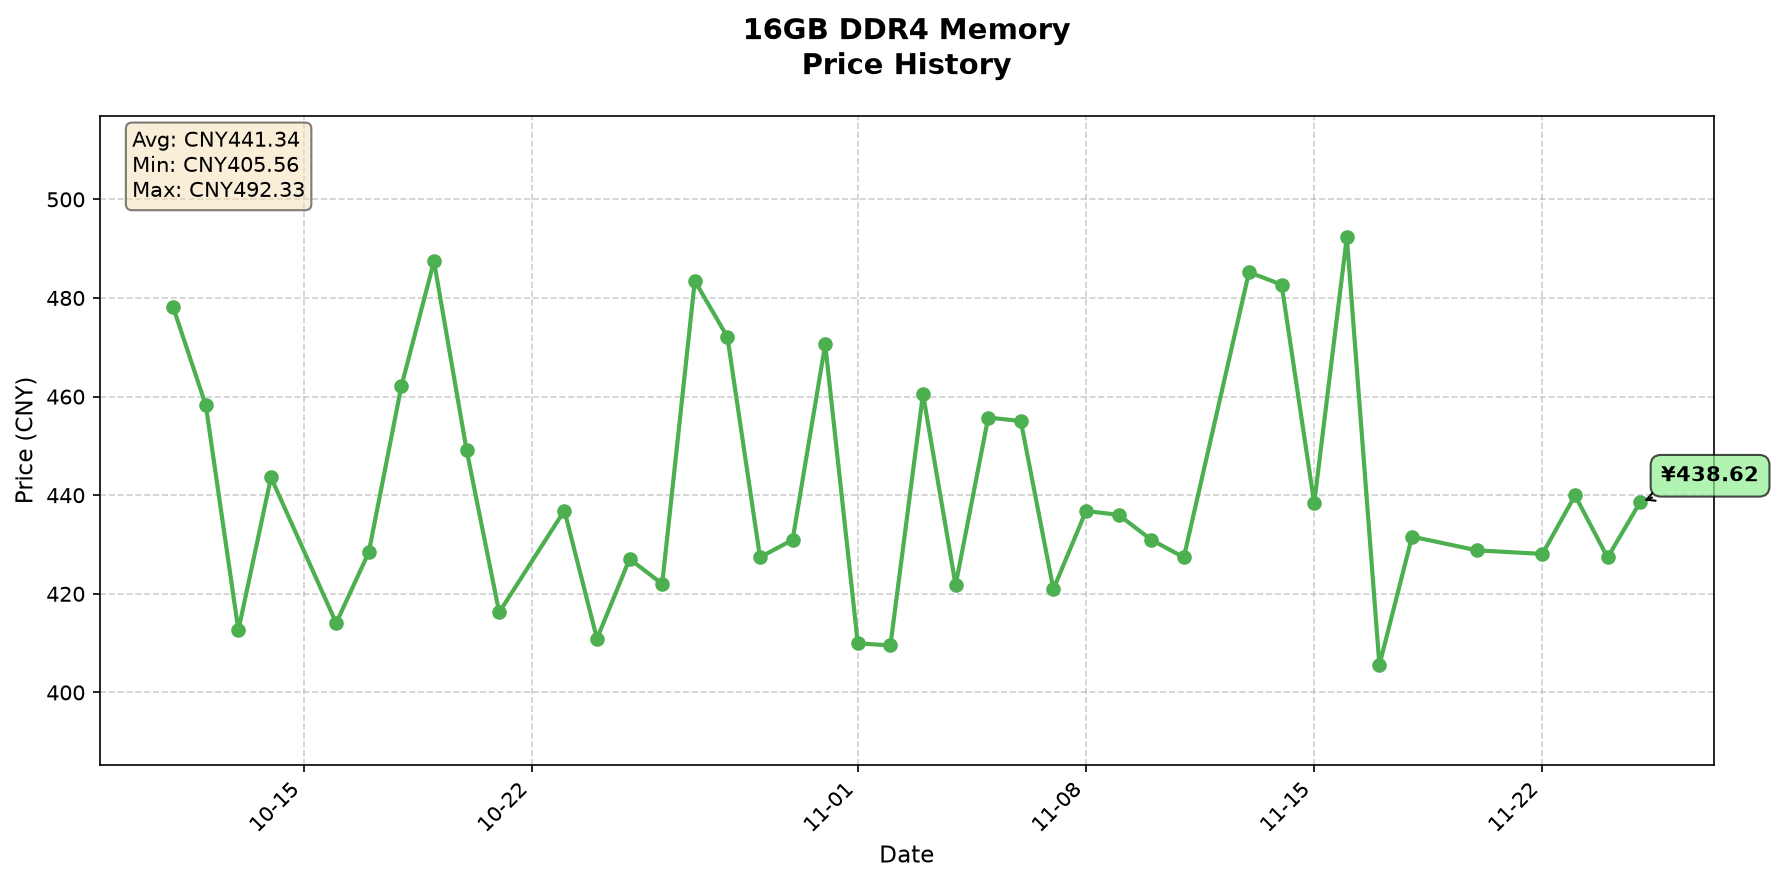 16GB DDR4 Memory
Price History
Avg: CNY441.34
Min: CNY405.56
Max: CNY492.33
Price (CNY)
500
480
460
440
420
400
¥438.62
10-15
10-22
11-01
11-08
11-15
11-22
Date